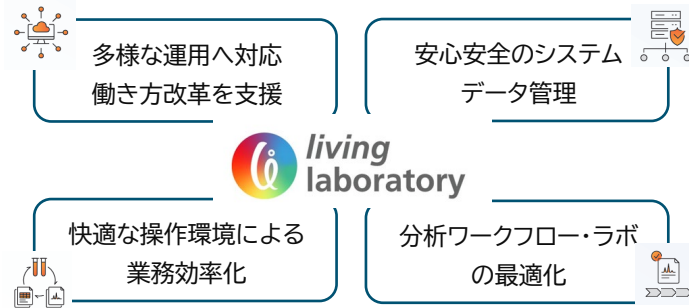 多様な運用へ対応
働き方改革を支援
安心安全のシステム
データ管理
living
laboratory
快適な操作環境による
業務効率化
分析ワークフロー・ラボ
の最適化